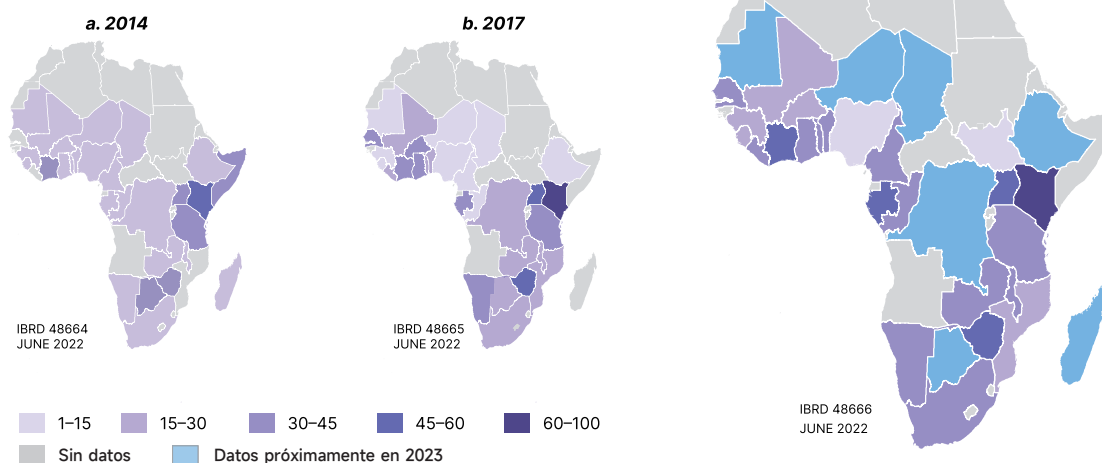 a. 2014
b. 2017
IBRD 48664
JUNE 2022
IBRD 48665
JUNE 2022
IBRD 48666
JUNE 2022
1–15
15–30
30–45
45–60
60–100
Sin datos
Datos próximamente en 2023